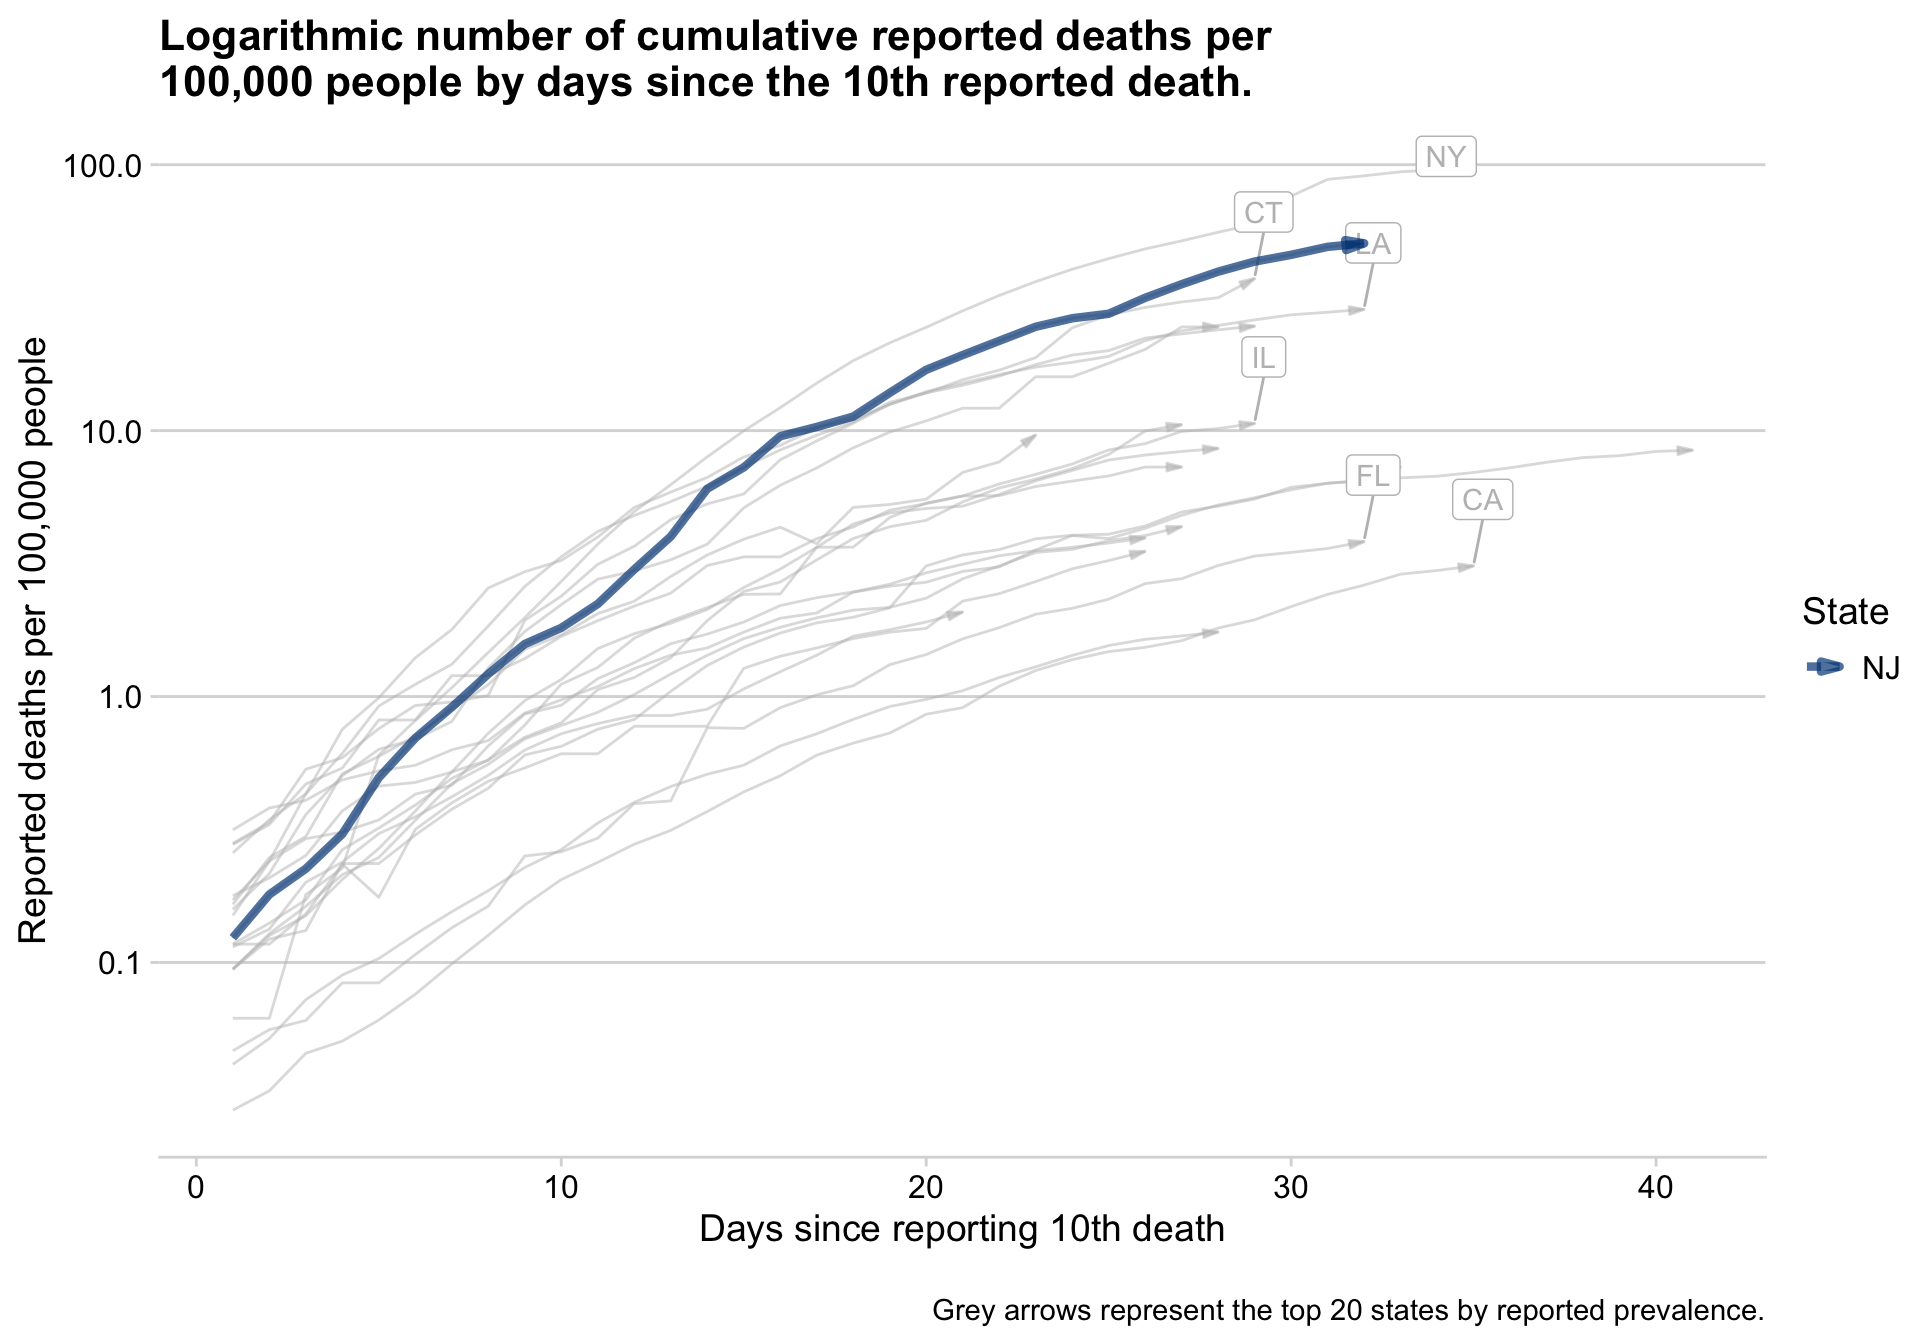 Logarithmic number of cumulative reported deaths per
100,000 people by days since the 10th reported death.
Reported deaths per 100,000 people
100.0
10.0
1.0
0.1
NY
CT
LA
IL
FL
CA
State
NJ
0 10 20 30 40
Days since reporting 10th death
Grey arrows represent the top 20 states by reported prevalence.